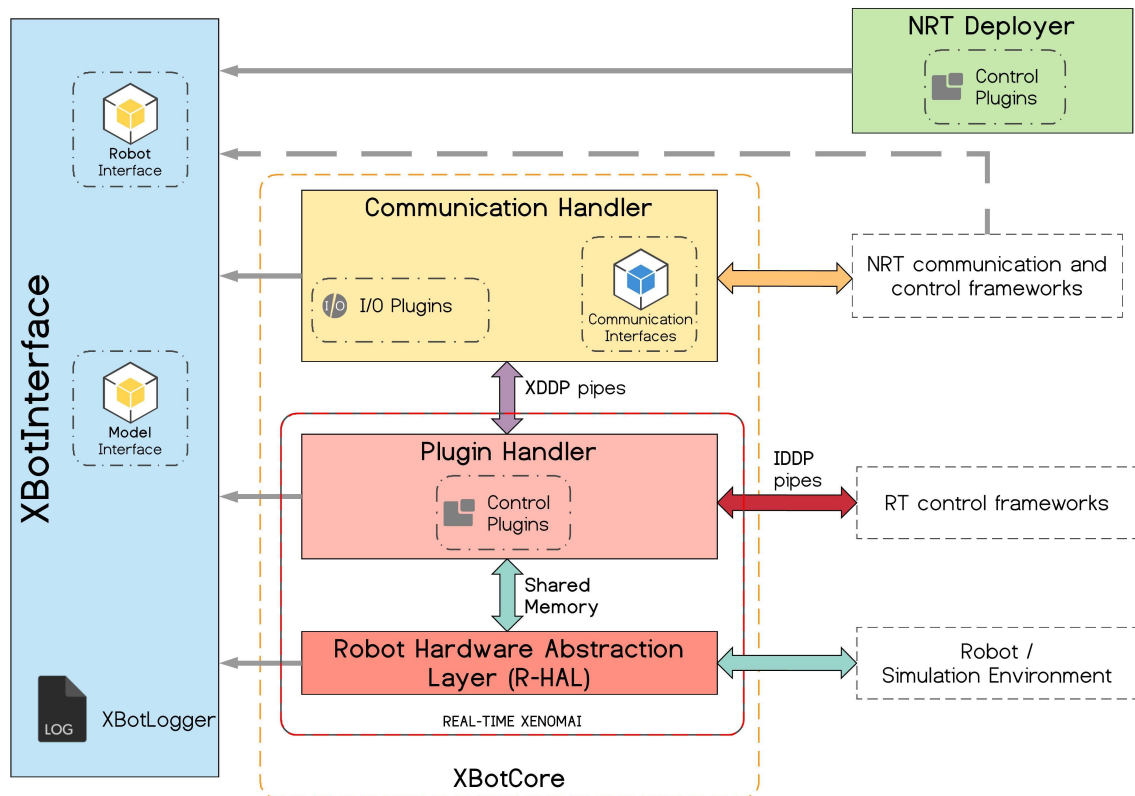 NRT Deployer
Control
Plugins
Robot
Interface
Communication Handler
I/O
I/O Plugins
Communication
Interfaces
NRT communication and
control frameworks
XBotInterface
XDDP pipes
Model
Interface
Plugin Handler
Control
Plugins
IDDP
pipes
RT control frameworks
Shared
Memory
Robot Hardware Abstraction
Layer (R-HAL)
Robot /
Simulation Environment
LOG
XBotLogger
REAL-TIME XENOMAI
XBotCore